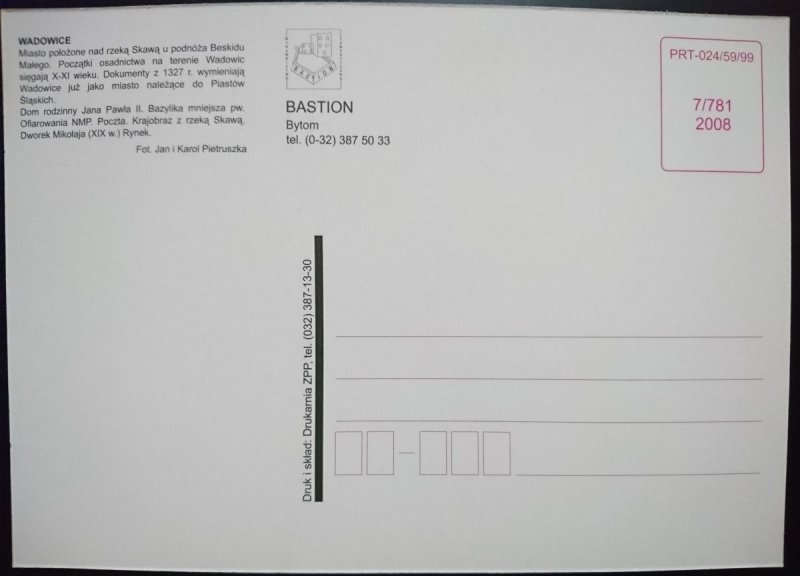 WADOWICE
Miasto położone nad rzeką Skawą u podnóża Beskidu
Małego. Początki osadnictwa na terenie Wadowic
sięgają X-XI wieku. Dokumenty z 1327 r. wymieniają
Wadowice już jako miasto należące do Piastów
Śląskich.
Dom rodzinny Jana Pawła II. Bazylika mniejsza pw.
Ofiarowania NMP. Poczta. Krajobraz z rzeką Skawą.
Dworek Mikołaja (XIX w.) Rynek.
Fot. Jan i Karol Pietruszka
BASTION
BASTION
Bytom
tel. (0-32) 387 50 33
PRT-024/59/99
7/781
2008
Druk i skład: Drukarnia ZPP, tel. (032) 387-13-30